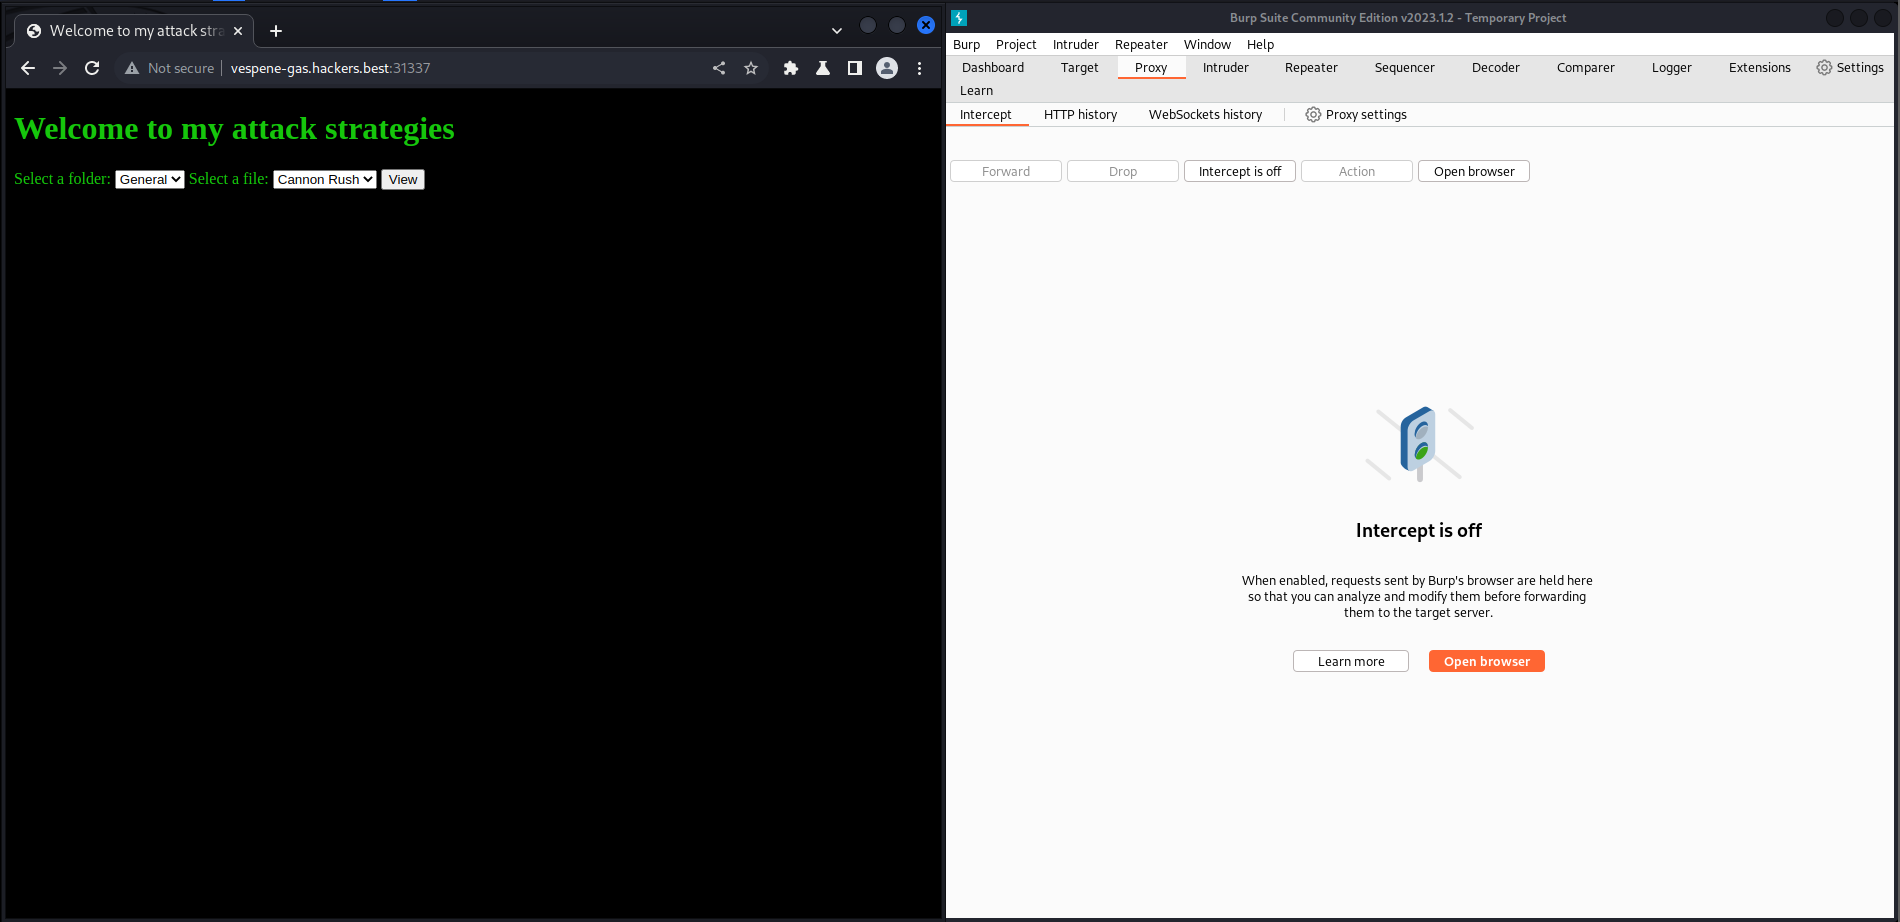 Welcome to my attack stra
Not secure vespene-gas.hackers.best:31337
Welcome to my attack strategies
Select a folder: General Select a file: Cannon Rush View
Burp Suite Community Edition v2023.1.2 - Temporary Project
Burp Project Intruder Repeater Window Help
Dashboard Target Proxy Intruder Repeater Sequencer Decoder Comparer Logger Extensions Settings
Learn
Intercept HTTP history WebSockets history Proxy settings
Forward Drop Intercept is off Action Open browser
Intercept is off
When enabled, requests sent by Burp's browser are held here
so that you can analyze and modify them before forwarding
them to the target server.
Learn more Open browser